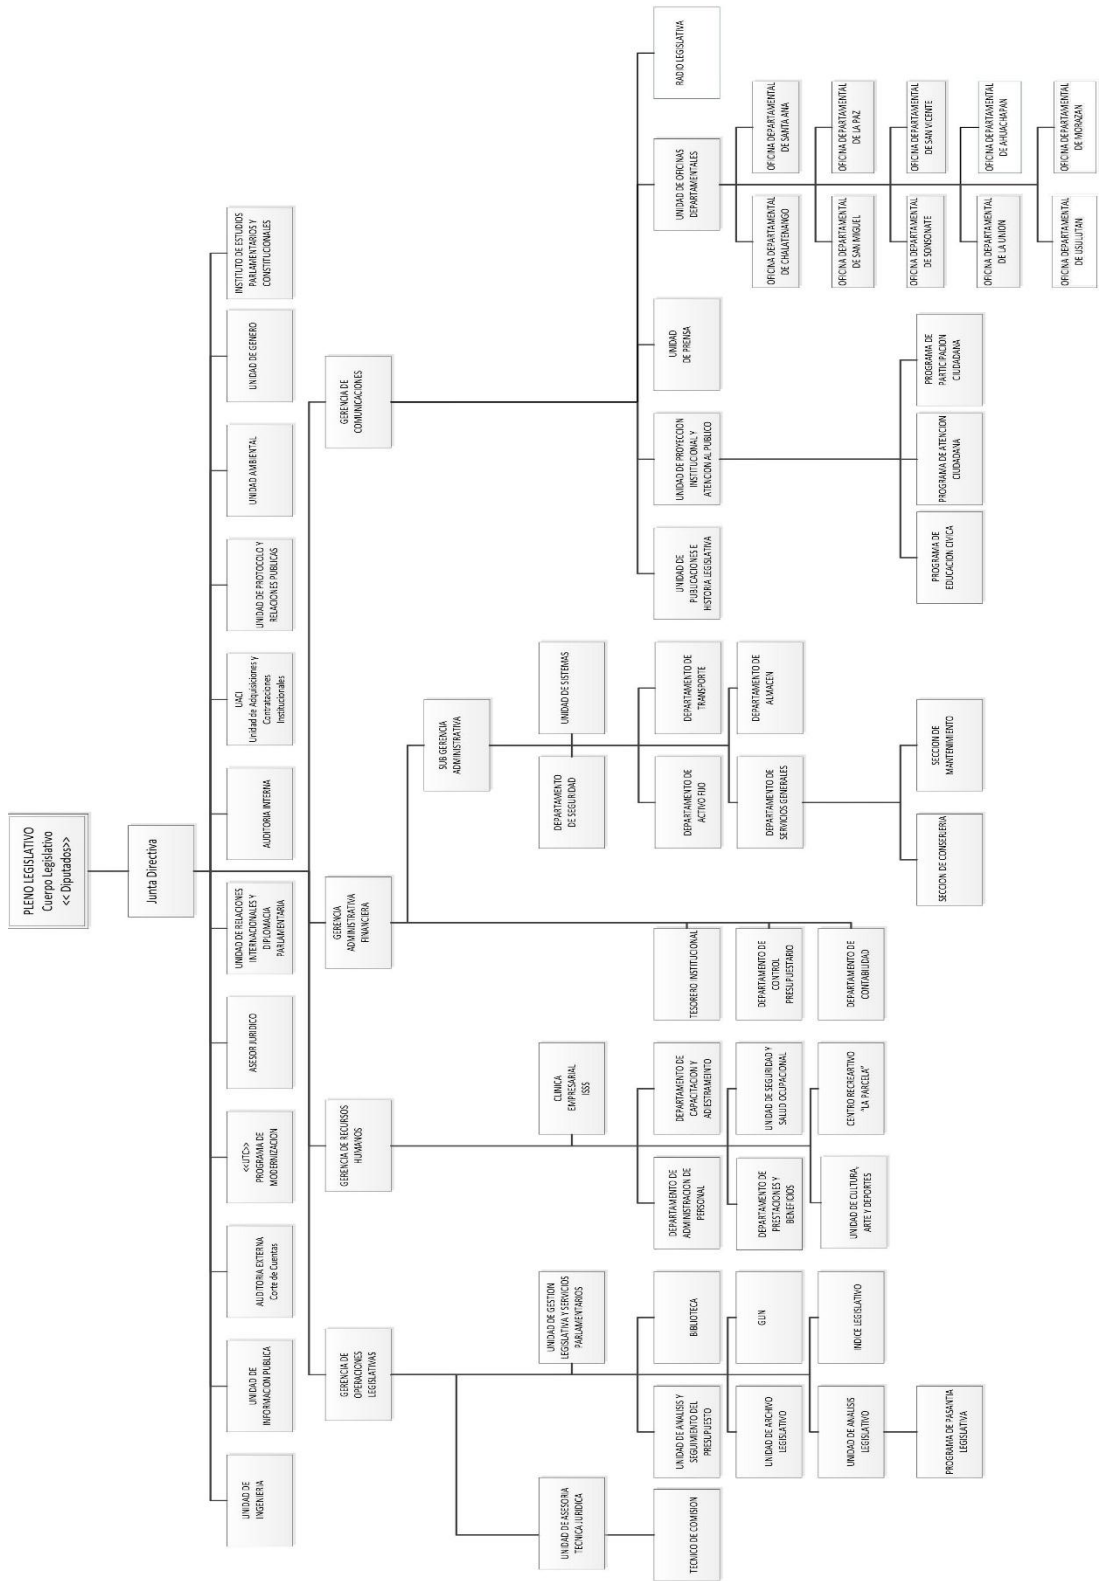 PLENO LEGISLATIVO
Cuerpo Legislativo
<< Diputados>>
Junta Directiva
UNIDAD DE
INGENIERIA
UNIDAD DE
INFORMACION PUBLICA
AUDITORIA EXTERNA
Corte de Cuentas
<<UTC>>
PROGRAMA DE
MODERNIZACION
ASESOR JURIDICO
UNIDAD DE RELACIONES
INTERNACIONALES Y
DIPLOMACIA
PARLAMENTARIA
AUDITORIA INTERNA
UACI
Unidad de Adquisiciones y
Contrataciones
Institucionales
UNIDAD DE PROTOCOLO Y
RELACIONES PUBLICAS
UNIDAD AMBIENTAL
UNIDAD DE GENERO
INSTITUTO DE ESTUDIOS
PARLAMENTARIOS Y
CONSTITUCIONALES
GERENCIA DE
OPERACIONES
LEGISLATIVAS
GERENCIA DE RECURSOS
HUMANOS
GERENCIA
ADMINISTRATIVA
FINANCIERA
GERENCIA DE
COMUNICACIONES
SUB GERENCIA
ADMINISTRATIVA
UNIDAD DE ASESORIA
TECNICA JURIDICA
UNIDAD DE GESTION
LEGISLATIVA Y SERVICIOS
PARLAMENTARIOS
CLINICA
EMPRESARIAL
ISSS
DEPARTAMENTO
DE SEGURIDAD
UNIDAD DE SISTEMAS
TECNICO DE COMISION
UNIDAD DE ANALISIS Y
SEGUIMIENTO DEL
PRESUPUESTO
BIBLIOTECA
DEPARTAMENTO DE
ADMINISTRACION DE
PERSONAL
DEPARTAMENTO DE
CAPACITACION Y
ADIESTRAMEINTO
TESORERO INSTITUCIONAL
DEPARTAMENTO DE
ACTIVO FIJO
DEPARTAMENTO DE
TRANSPORTE
UNIDAD DE
PUBLICACIONES E
HISTORIA LEGISLATIVA
UNIDAD DE PROYECCION
INSTITUCIONAL Y
ATENCION AL PUBLICO
UNIDAD
DE PRENSA
UNIDAD DE OFICINAS
DEPARTAMENTALES
RADIO LEGISLATIVA
UNIDAD DE ARCHIVO
LEGISLATIVO
GUN
DEPARTAMENTO DE
PRESTACIONES Y
BENEFICIOS
UNIDAD DE SEGURIDAD Y
SALUD OCUPACIONAL
DEPARTAMENTO DE
CONTROL
PRESUPUESTARIO
DEPARTAMENTO DE
SERVICIOS GENERALES
DEPARTAMENTO DE
ALMACEN
OFICINA DEPARTAMENTAL
DE CHALATENANGO
OFICINA DEPARTAMENTAL
DE SANTA ANA
UNIDAD DE ANALISIS
LEGISLATIVO
INDICE LEGISLATIVO
UNIDAD DE CULTURA,
ARTE Y DEPORTES
CENTRO RECREARTIVO
"LA PARCELA"
DEPARTAMENTO DE
CONTABILIDAD
OFICINA DEPARTAMENTAL
DE SAN MIGUEL
OFICINA DEPARTAMENTAL
DE LA PAZ
PROGRAMA DE PASANTIA
LEGISLATIVA
SECCION DE CONSERJERIA
SECCION DE
MANTENIMIENTO
PROGRAMA DE
EDUCACION CIVICA
PROGRAMA DE ATENCION
CIUDADANA
PROGRAMA DE
PARTICIPACION
CIUDADANA
OFICINA DEPARTAMENTAL
DE SONSONATE
OFICINA DEPARTAMENTAL
DE SAN VICENTE
OFICINA DEPARTAMENTAL
DE LA UNION
OFICINA DEPARTAMENTAL
DE AHUACHAPAN
OFICINA DEPARTAMENTAL
DE USULUTAN
OFICINA DEPARTAMENTAL
DE MORAZAN